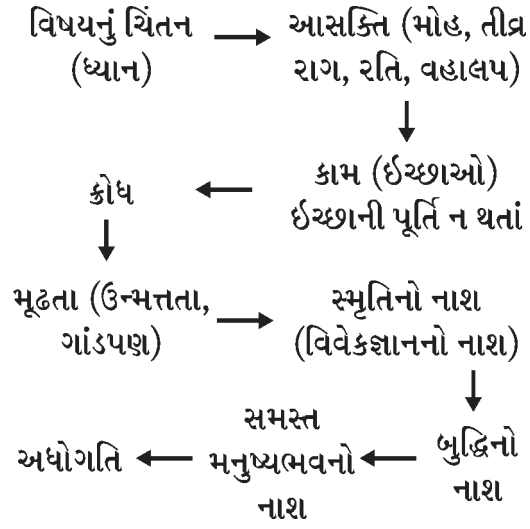 વિષયનું ચિંતન
(ધ્યાન)
આસક્તિ (મોહ, તીવ્ર
રાગ, રતિ, વહાલપ)
કામ (ઇચ્છાઓ)
ઇચ્છાની પૂર્તિ ન થતાં
ક્રોધ
મૂઢતા (ઉન્મત્તતા,
ગાંડપણ)
સ્મૃતિનો નાશ
(વિવેકજ્ઞાનનો નાશ)
બુદ્ધિનો
નાશ
સમસ્ત
મનુષ્યભવનો
નાશ
અધોગતિ